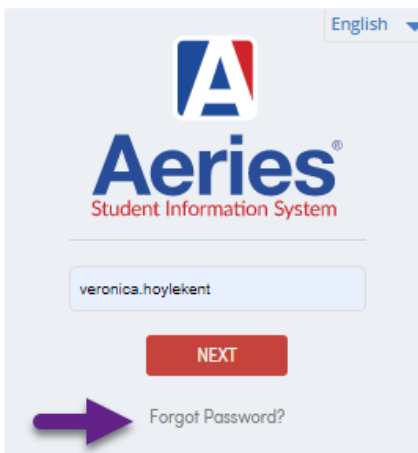 English
A
Aeries®
Student Information System
veronica.hoylekent
NEXT
Forgot Password?